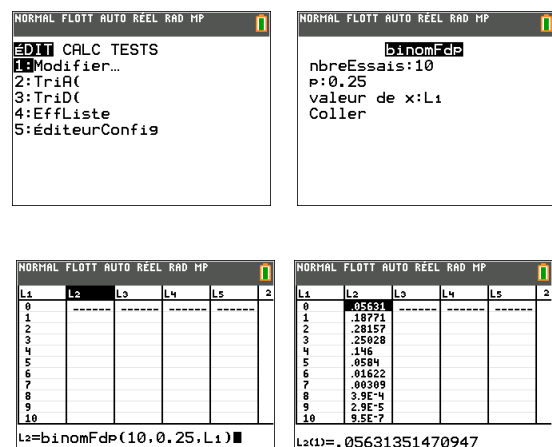 NORMAL FLOTT AUTO RÉEL RAD MP
ÉDIT CALC TESTS
1:Modifier…
2:TriA(
3:TriD(
4:EffListe
5:éditeurConfig
NORMAL FLOTT AUTO RÉEL RAD MP
binomFdp
nbreEssais:10
p:0.25
valeur de x:L₁
Coller
NORMAL FLOTT AUTO RÉEL RAD MP
L₁ L₂ L₃ L₄ L₅ 2
0 ------ ------ ------ ------
1
2
3
4
5
6
7
8
9
10
L₂=binomFdp(10,0.25,L₁)
NORMAL FLOTT AUTO RÉEL RAD MP
L₁ L₂ L₃ L₄ L₅ 2
0 .05631 ------ ------ ------
1 .18771
2 .28157
3 .25028
4 .146
5 .0584
6 .01622
7 .00309
8 3.9E-4
9 2.9E-5
10 9.5E-7
L₂(1)=.05631351470947